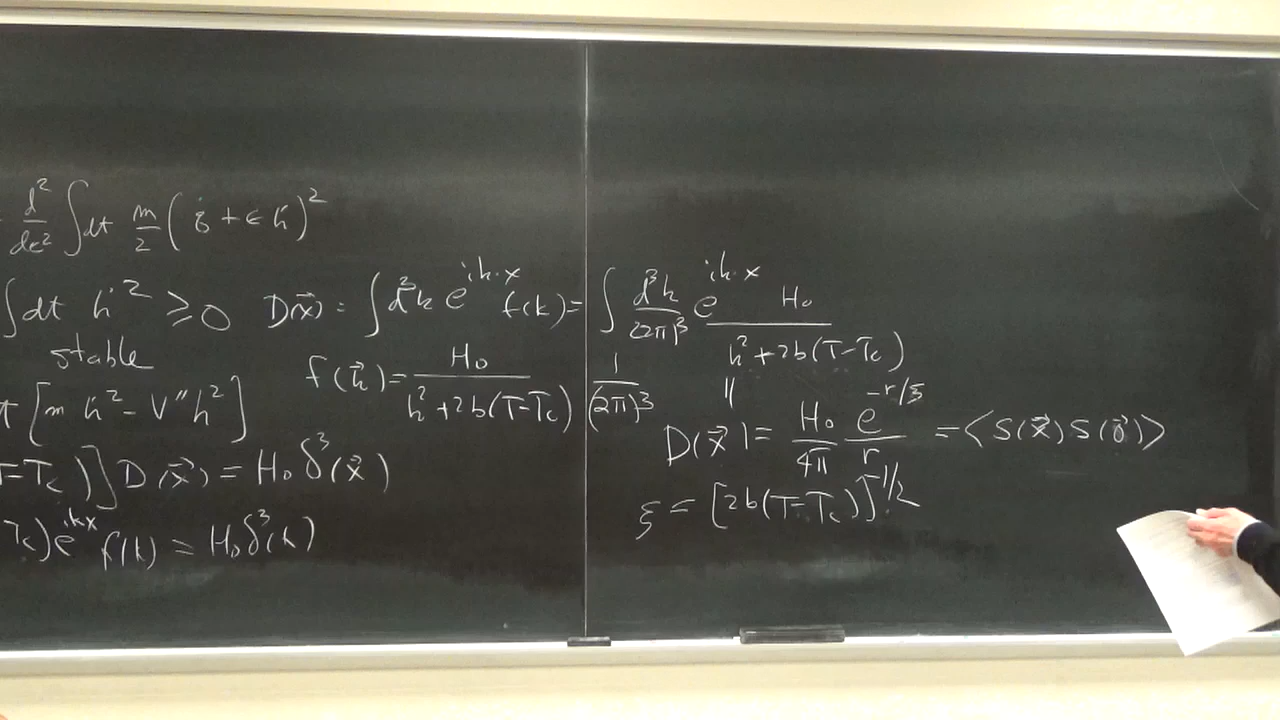 d²/dε² ∫dt m/2 (q̇ + ε ḣ)²
∫dt ḣ² ≥ 0
stable
[m ḣ² - V″h²]
T-Tc)] D(x⃗) = H₀ δ³(x⃗)
Tc) e^{ikx} f(k) = H₀ δ³(k)
D(x⃗) = ∫d³k e^{ik·x} f(k) = ∫ d³k/(2π)³ e^{ik·x} H₀/(k²+2b(T-Tc))
f(k⃗) = H₀/(k²+2b(T-Tc)) 1/(2π)³
||
D(x⃗) = H₀/4π e^{-r/ξ}/r = <S(x⃗) S(0⃗)>
ξ = [2b(T-Tc)]^{-1/2}